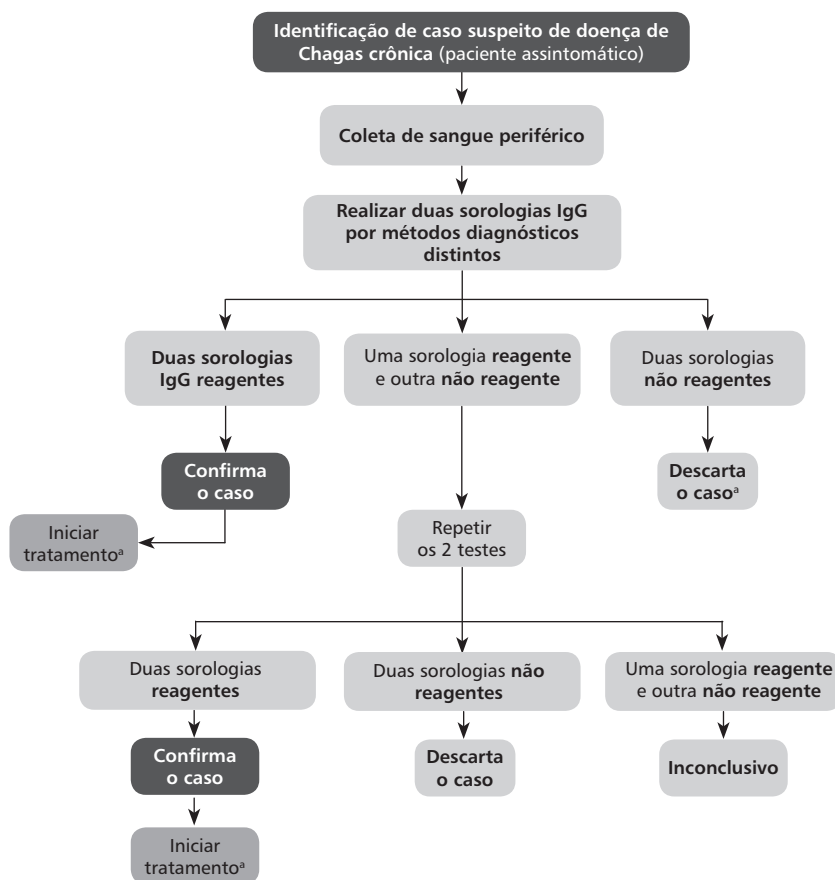 Identificação de caso suspeito de doença de
Chagas crônica (paciente assintomático)
Coleta de sangue periférico
Realizar duas sorologias IgG
por métodos diagnósticos
distintos
Duas sorologias
IgG reagentes
Uma sorologia reagente
e outra não reagente
Duas sorologias
não reagentes
Confirma
o caso
Descarta
o casoª
Iniciar
tratamentoª
Repetir
os 2 testes
Duas sorologias
reagentes
Duas sorologias não
reagentes
Uma sorologia reagente
e outra não reagente
Confirma
o caso
Descarta
o caso
Inconclusivo
Iniciar
tratamentoª